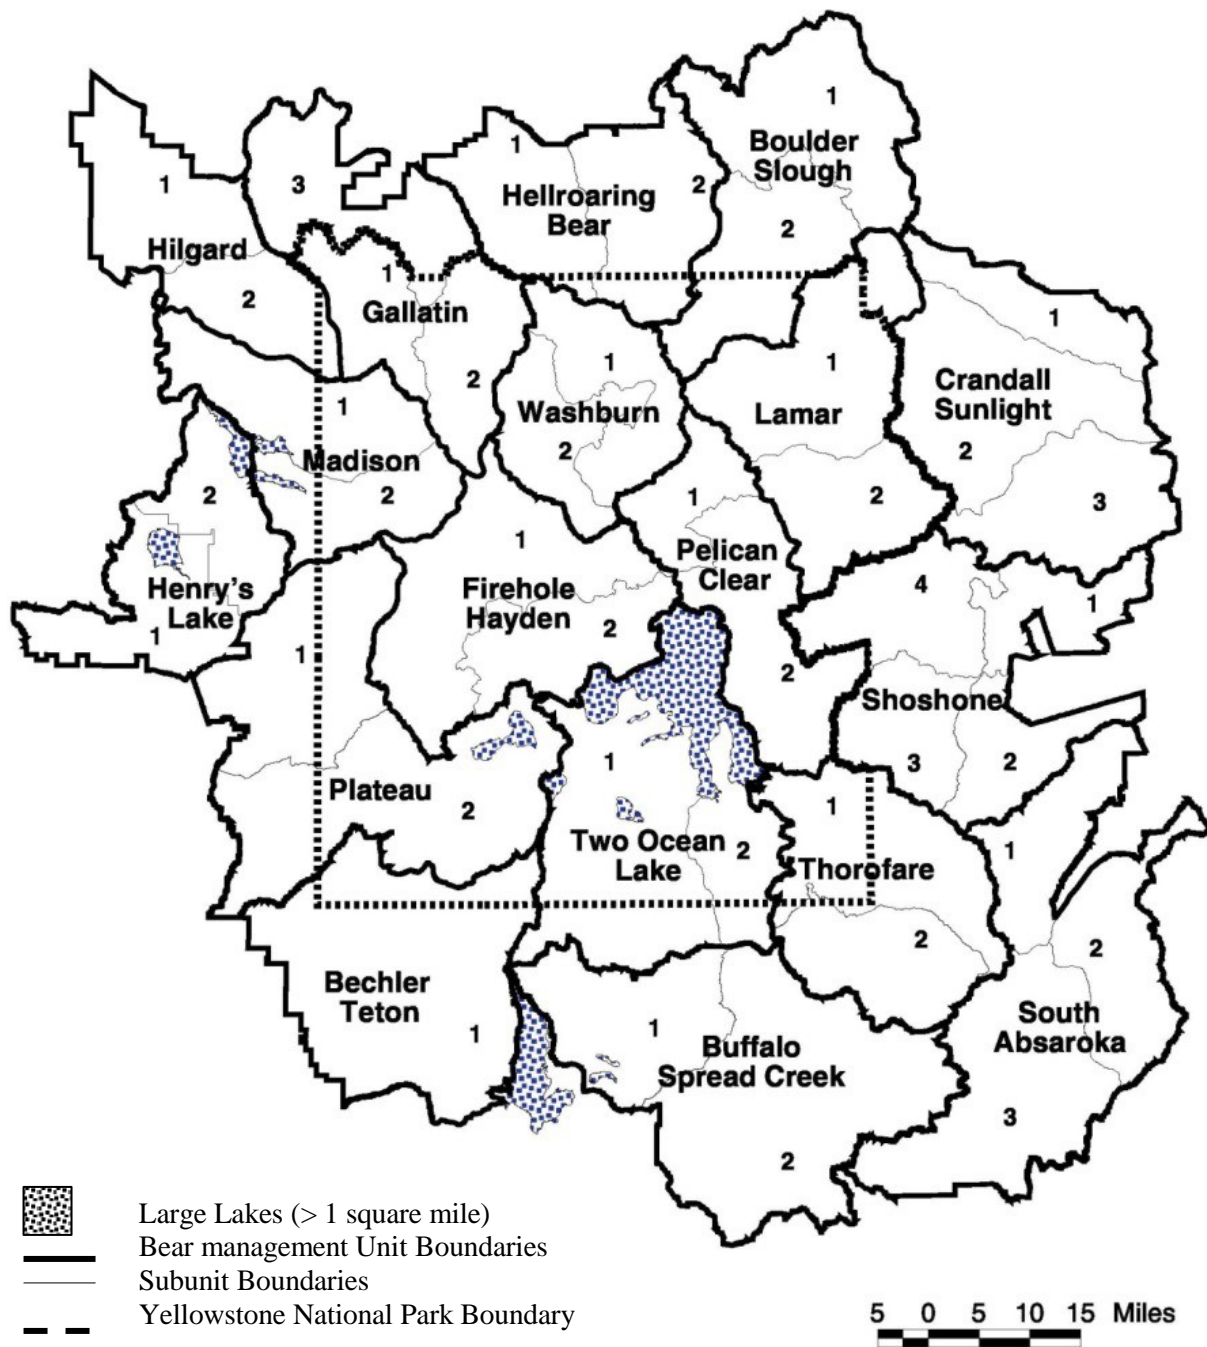 1
Boulder
Slough
1
2
Hellroaring
Bear
2
1
Hilgard
2
3
1
Gallatin
2
1
Washburn
2
1
Lamar
2
1
Crandall
Sunlight
2
3
1
Madison
2
2
Henry's
Lake
1
1
Pelican
Clear
2
1
Firehole
Hayden
2
4
1
Shoshone
3
2
1
Plateau
2
1
Two Ocean
Lake
2
1
Thorofare
2
1
2
South
Absaroka
3
Bechler
Teton
1
1
Buffalo
Spread Creek
2
Large Lakes (> 1 square mile)
Bear management Unit Boundaries
Subunit Boundaries
Yellowstone National Park Boundary
5 0 5 10 15 Miles